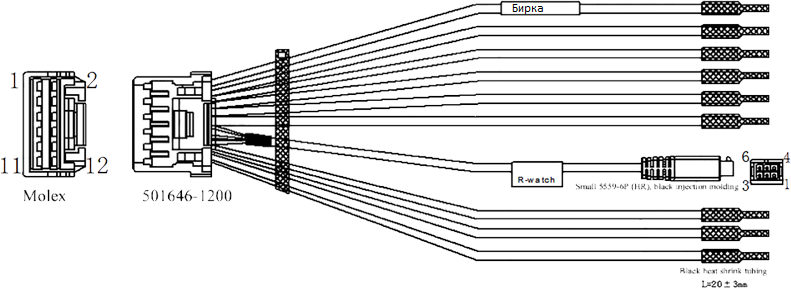 Бирка
1 2
11 12
Molex
501646-1200
R-watch
6 4
3 1
Small 5559-6P (HR), black injection molding
Black heat shrink tubing
L=20±3mm